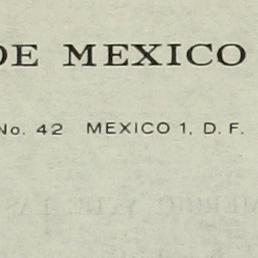 DE MEXICO
No. 42 MEXICO 1, D. F.